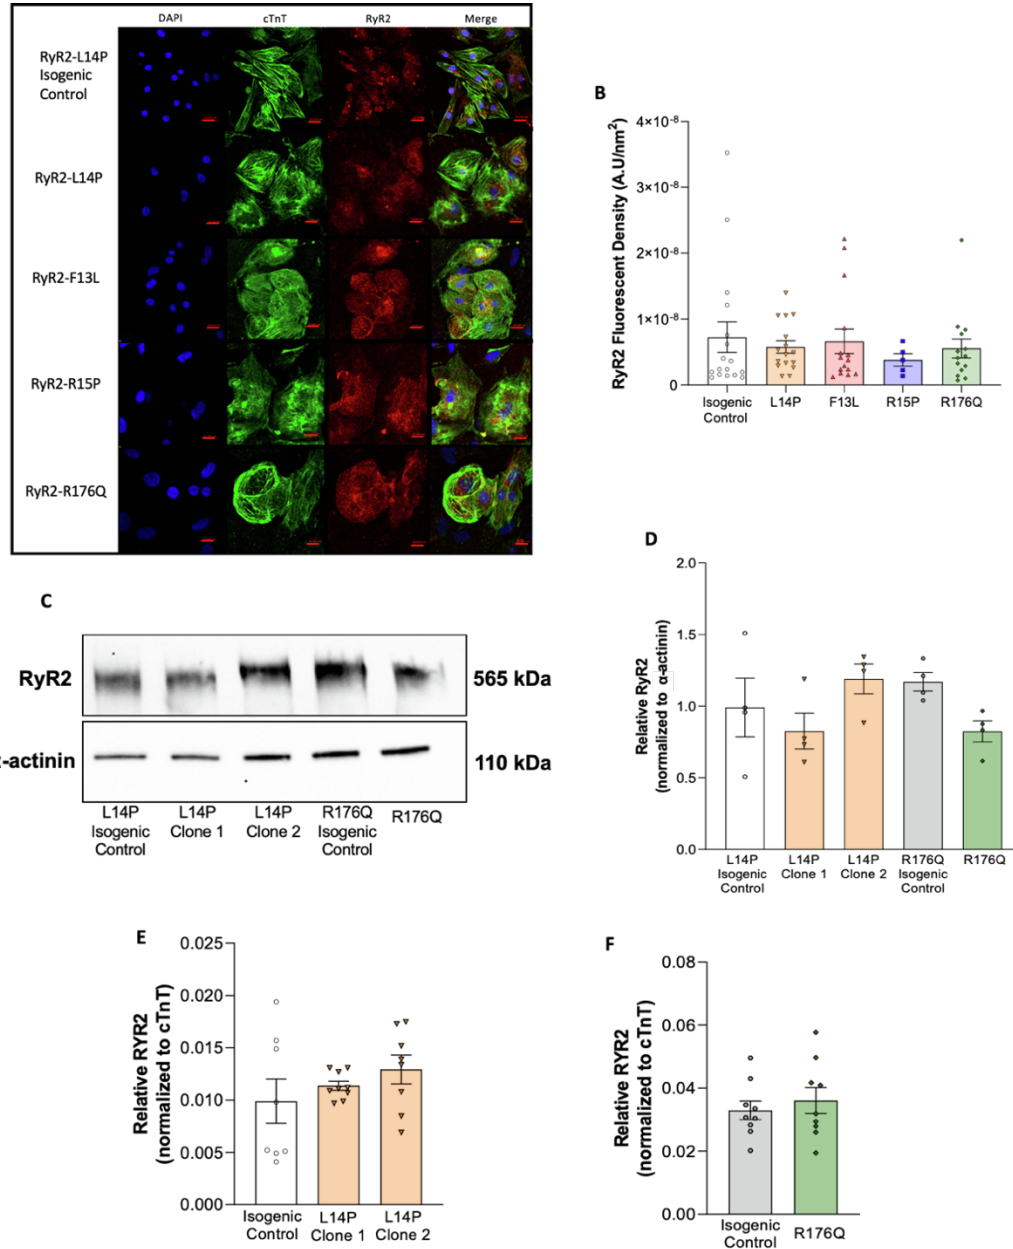 DAPI cTnT RyR2 Merge
RyR2-L14P
Isogenic
Control
RyR2-L14P
RyR2-F13L
RyR2-R15P
RyR2-R176Q
B
RyR2 Fluorescent Density (A.U/nm²)
4×10⁻⁸
3×10⁻⁸
2×10⁻⁸
1×10⁻⁸
0
Isogenic
Control
L14P
F13L
R15P
R176Q
C
RyR2
565 kDa
-actinin
110 kDa
L14P
Isogenic
Control
L14P
Clone 1
L14P
Clone 2
R176Q
Isogenic
Control
R176Q
D
Relative RyR2
(normalized to α-actinin)
2.0
1.5
1.0
0.5
0.0
L14P
Isogenic
Control
L14P
Clone 1
L14P
Clone 2
R176Q
Isogenic
Control
R176Q
E
Relative RYR2
(normalized to cTnT)
0.025
0.020
0.015
0.010
0.005
0.000
Isogenic
Control
L14P
Clone 1
L14P
Clone 2
F
Relative RYR2
(normalized to cTnT)
0.08
0.06
0.04
0.02
0.00
Isogenic
Control
R176Q